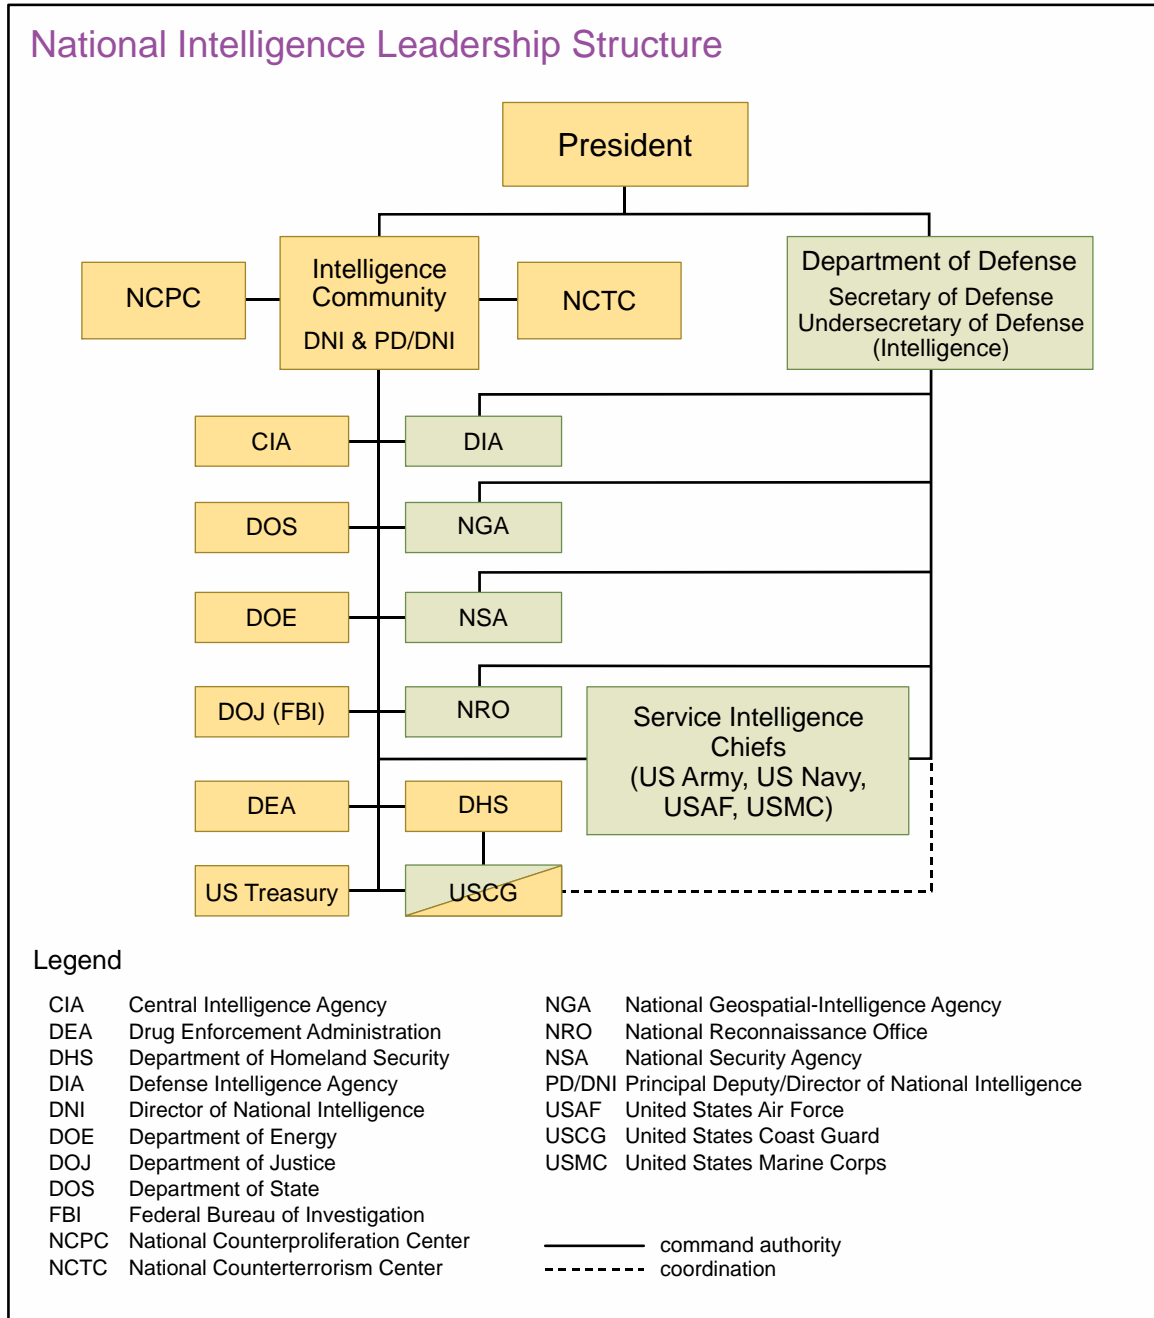 National Intelligence Leadership Structure
President
Intelligence
Community
DNI & PD/DNI
NCPC
NCTC
Department of Defense
Secretary of Defense
Undersecretary of Defense
(Intelligence)
CIA
DIA
DOS
NGA
DOE
NSA
DOJ (FBI)
NRO
Service Intelligence
Chiefs
(US Army, US Navy,
USAF, USMC)
DEA
DHS
US Treasury
USCG
Legend
CIA Central Intelligence Agency
DEA Drug Enforcement Administration
DHS Department of Homeland Security
DIA Defense Intelligence Agency
DNI Director of National Intelligence
DOE Department of Energy
DOJ Department of Justice
DOS Department of State
FBI Federal Bureau of Investigation
NCPC National Counterproliferation Center
NCTC National Counterterrorism Center
NGA National Geospatial-Intelligence Agency
NRO National Reconnaissance Office
NSA National Security Agency
PD/DNI Principal Deputy/Director of National Intelligence
USAF United States Air Force
USCG United States Coast Guard
USMC United States Marine Corps
command authority
coordination